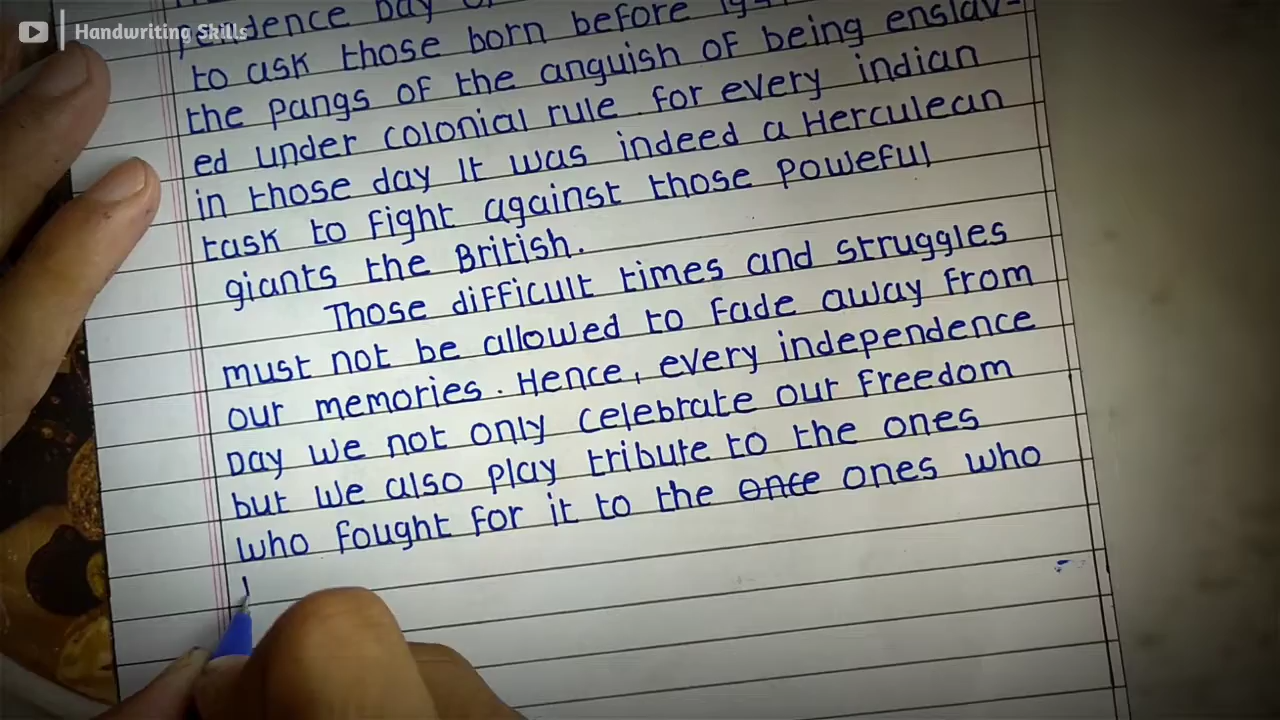 Handwriting Skills
pendence Day
to ask those born before
the pangs of the anguish of being enslav-
ed under colonial rule for every indian
in those day It was indeed a Herculean
task to Fight against those poweful
giants the British.
Those difficult times and struggles
must not be allowed to fade away from
our memories. Hence, every independence
Day we not only celebrate our freedom
but we also play tribute to the ones
who fought for it to the once ones who